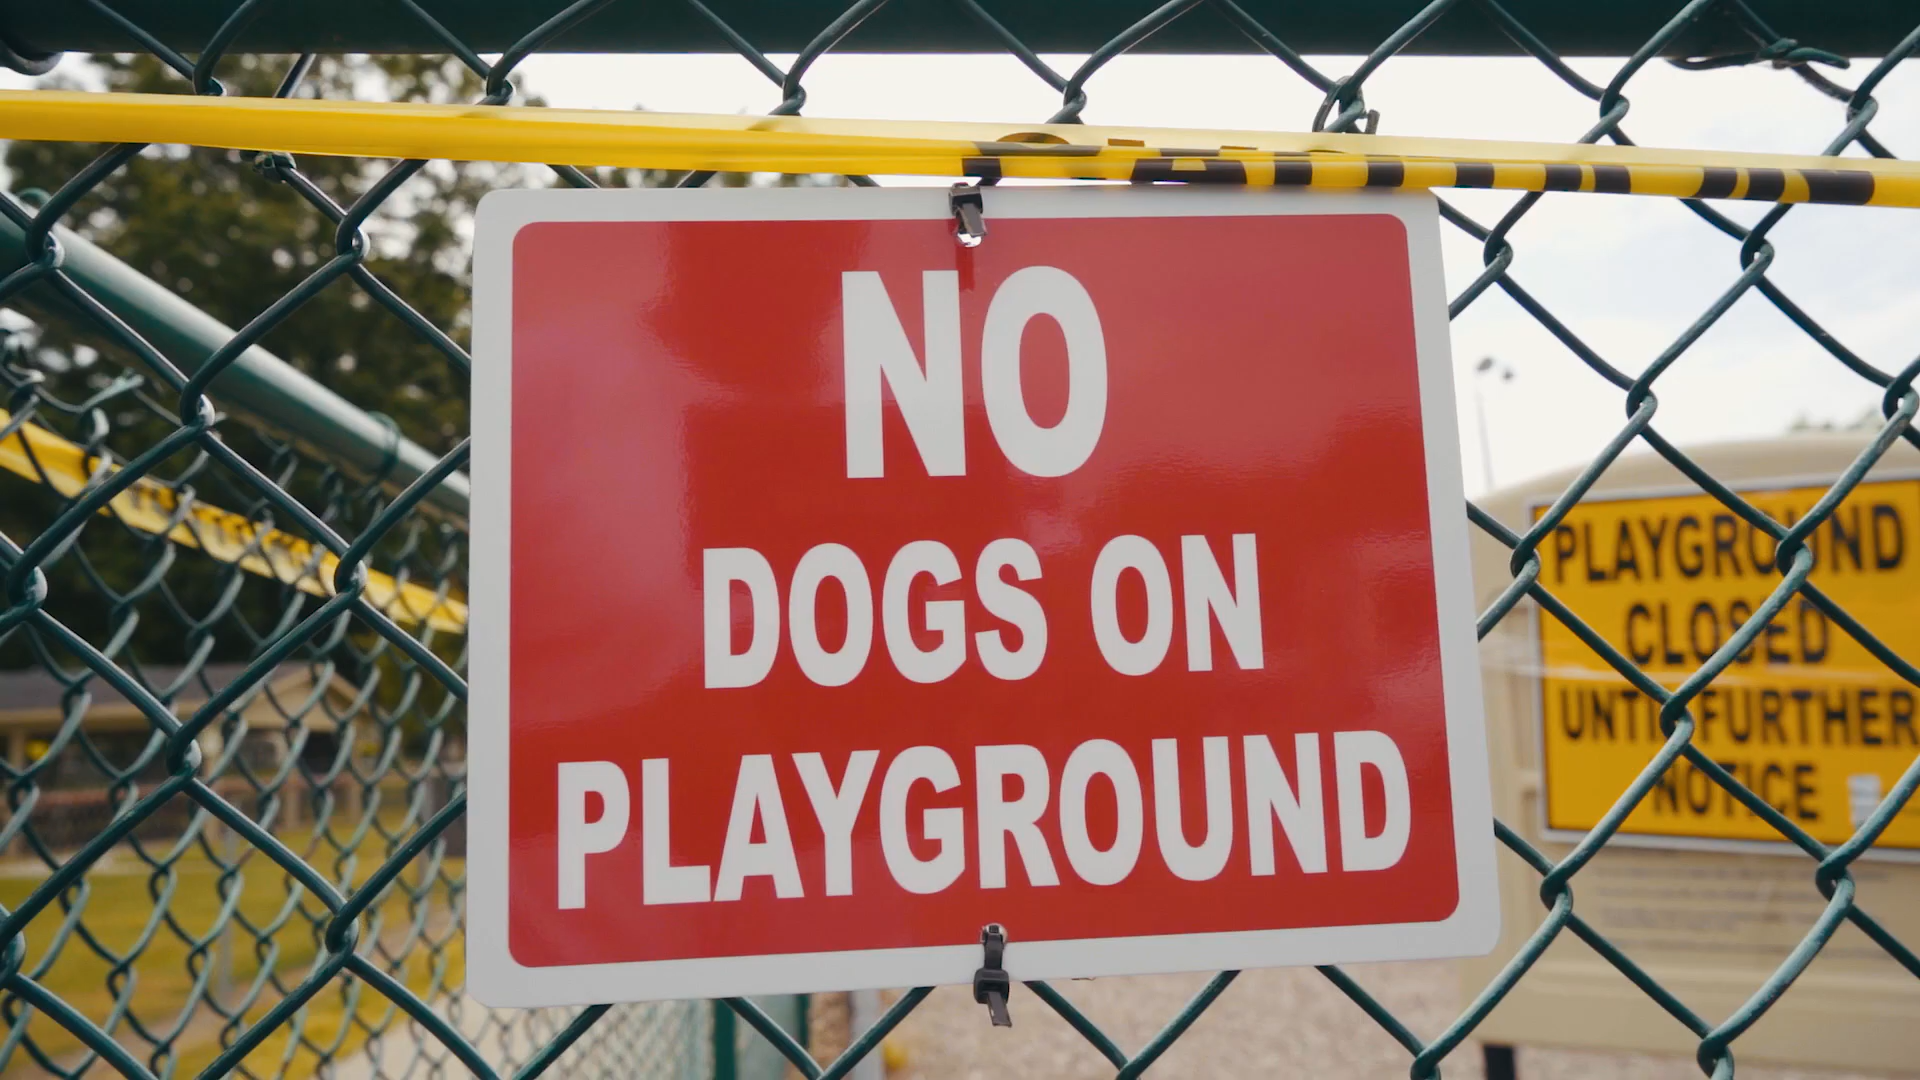 NO
DOGS ON
PLAYGROUND
PLAYGROUND
CLOSED
UNTIL FURTHER
NOTICE